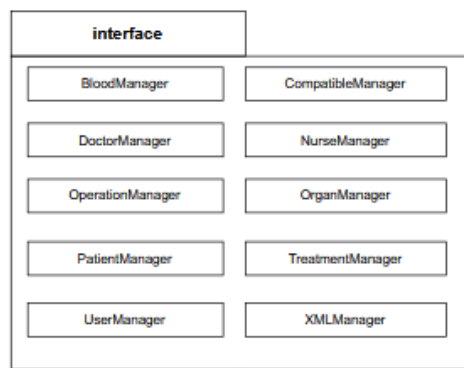 interface
BloodManager
CompatibleManager
DoctorManager
NurseManager
OperationManager
OrganManager
PatientManager
TreatmentManager
UserManager
XMLManager